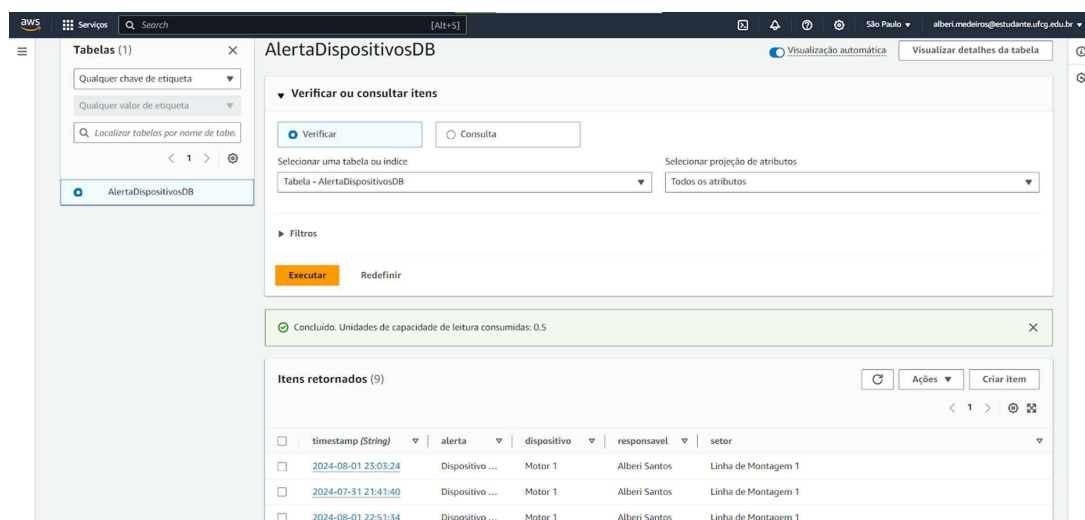 aws Serviços Search [Alt+S] São Paulo alberi.medeiros@estudante.ufcg.edu.br
Tabelas (1)
Qualquer chave de etiqueta
Qualquer valor de etiqueta
Localizar tabelas por nome de tabel
1
AlertaDispositivosDB
AlertaDispositivosDB
Visualização automática
Visualizar detalhes da tabela
Verificar ou consultar itens
Verificar
Consulta
Selecionar uma tabela ou índice
Tabela - AlertaDispositivosDB
Selecionar projeção de atributos
Todos os atributos
Filtros
Executar Redefinir
Concluído. Unidades de capacidade de leitura consumidas: 0.5
Itens retornados (9)
Ações Criar item
1
timestamp (String) alerta dispositivo responsavel setor
2024-08-01 23:03:24 Dispositivo ... Motor 1 Alberi Santos Linha de Montagem 1
2024-07-31 21:41:40 Dispositivo ... Motor 1 Alberi Santos Linha de Montagem 1
2024-08-01 22:51:34 Dispositivo ... Motor 1 Alberi Santos Linha de Montagem 1